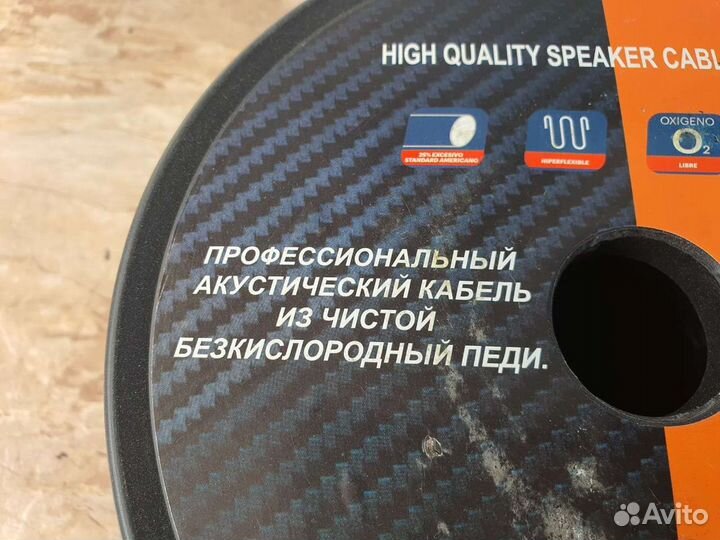 HIGH QUALITY SPEAKER CABL
25% EXCESIVO
STANDARD AMERICANO
HIPERFLEXIBLE
OXIGENO
O2
LIBRE
ПРОФЕССИОНАЛЬНЫЙ
АКУСТИЧЕСКИЙ КАБЕЛЬ
ИЗ ЧИСТОЙ
БЕЗКИСЛОРОДНЫЙ ПЕДИ.
Avito